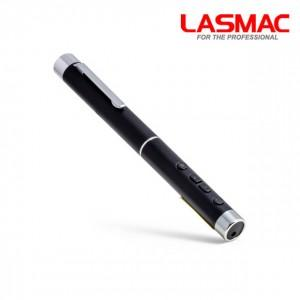 LASMAC
FOR THE PROFESSIONAL